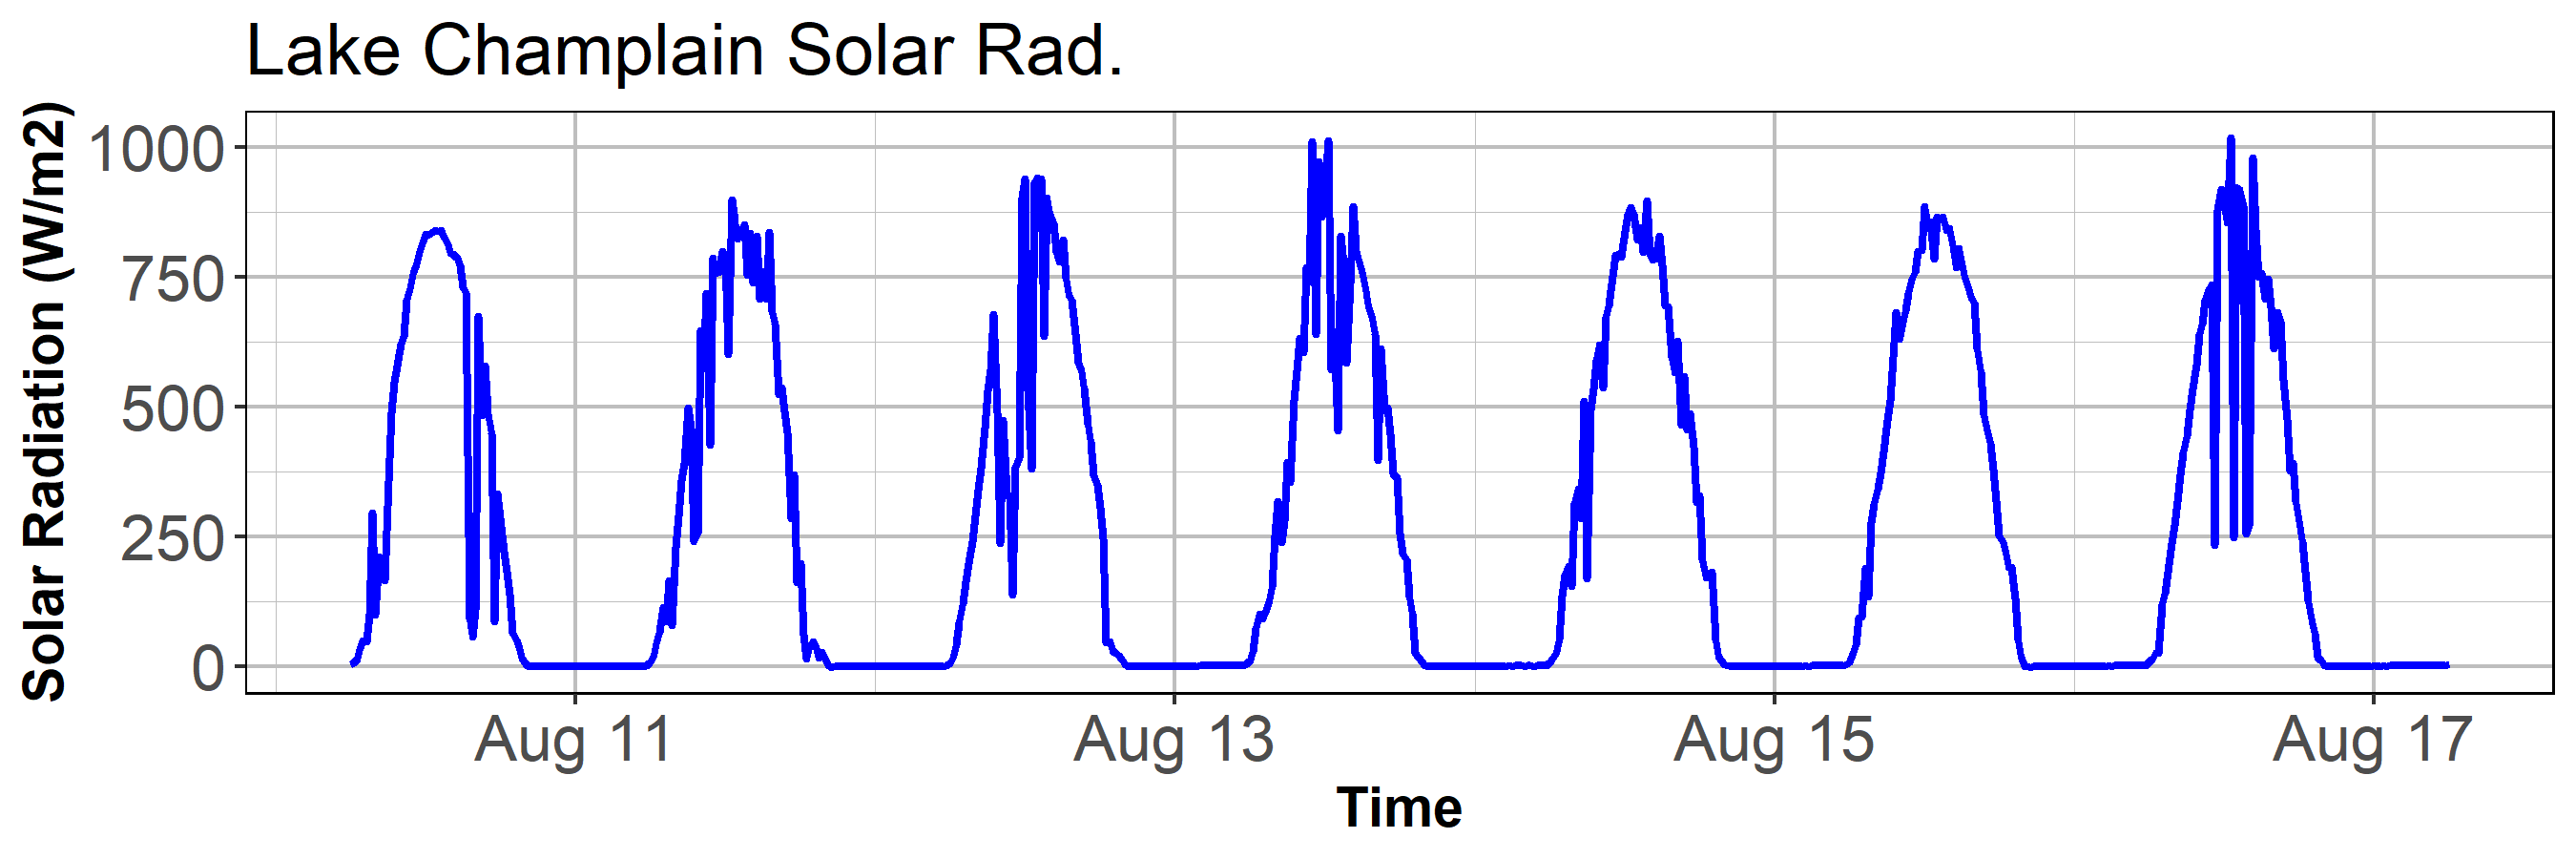 Lake Champlain Solar Rad.
Solar Radiation (W/m2)
1000
750
500
250
0
Aug 11 Aug 13 Aug 15 Aug 17
Time